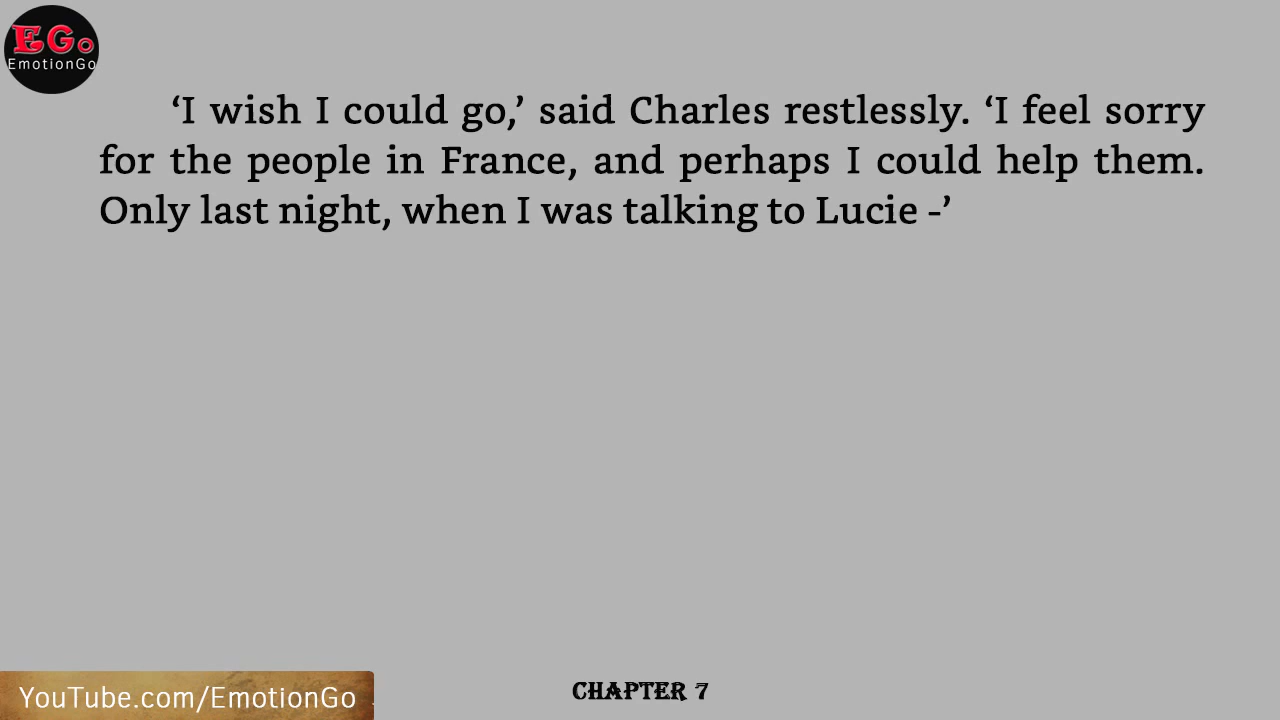 EGo
EmotionGo
‘I wish I could go,’ said Charles restlessly. ‘I feel sorry
for the people in France, and perhaps I could help them.
Only last night, when I was talking to Lucie -’
YouTube.com/EmotionGo
CHAPTER 7